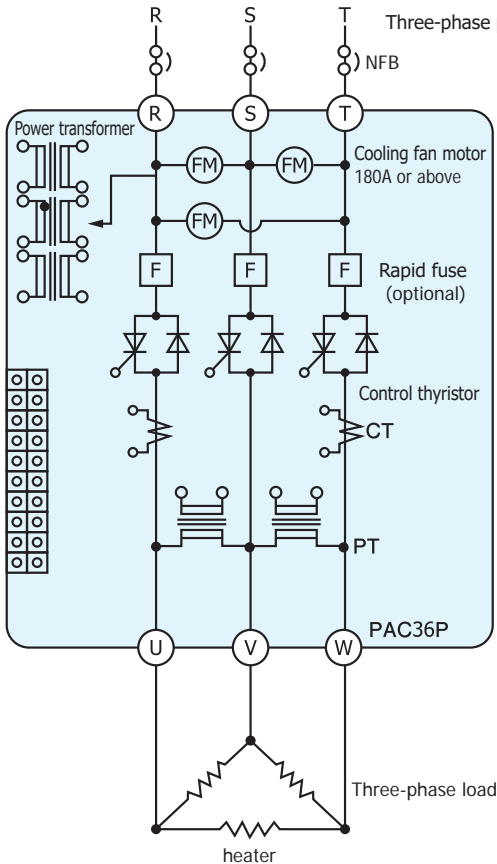 R S T Three-phase
NFB
R S T
Power transformer
FM FM Cooling fan motor
180A or above
FM
F F F Rapid fuse
(optional)
Control thyristor
CT
PT
PAC36P
U V W
Three-phase load
heater